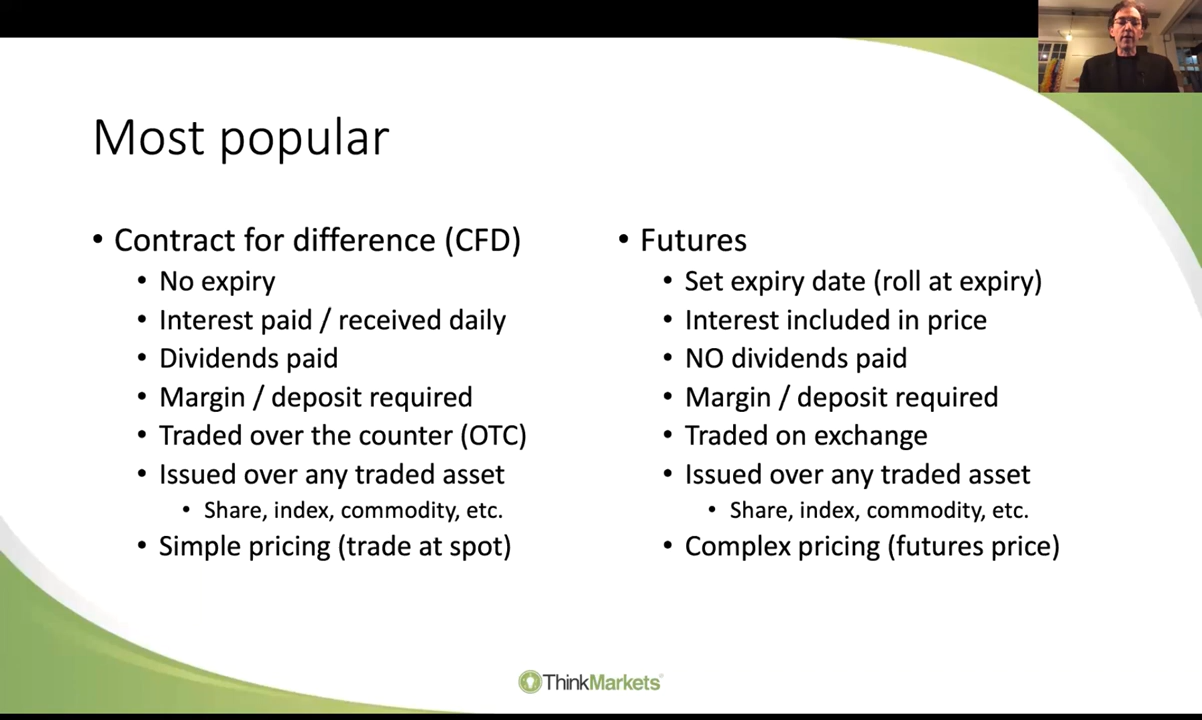 Most popular
• Contract for difference (CFD)
• No expiry
• Interest paid / received daily
• Dividends paid
• Margin / deposit required
• Traded over the counter (OTC)
• Issued over any traded asset
• Share, index, commodity, etc.
• Simple pricing (trade at spot)
• Futures
• Set expiry date (roll at expiry)
• Interest included in price
• NO dividends paid
• Margin / deposit required
• Traded on exchange
• Issued over any traded asset
• Share, index, commodity, etc.
• Complex pricing (futures price)
ThinkMarkets